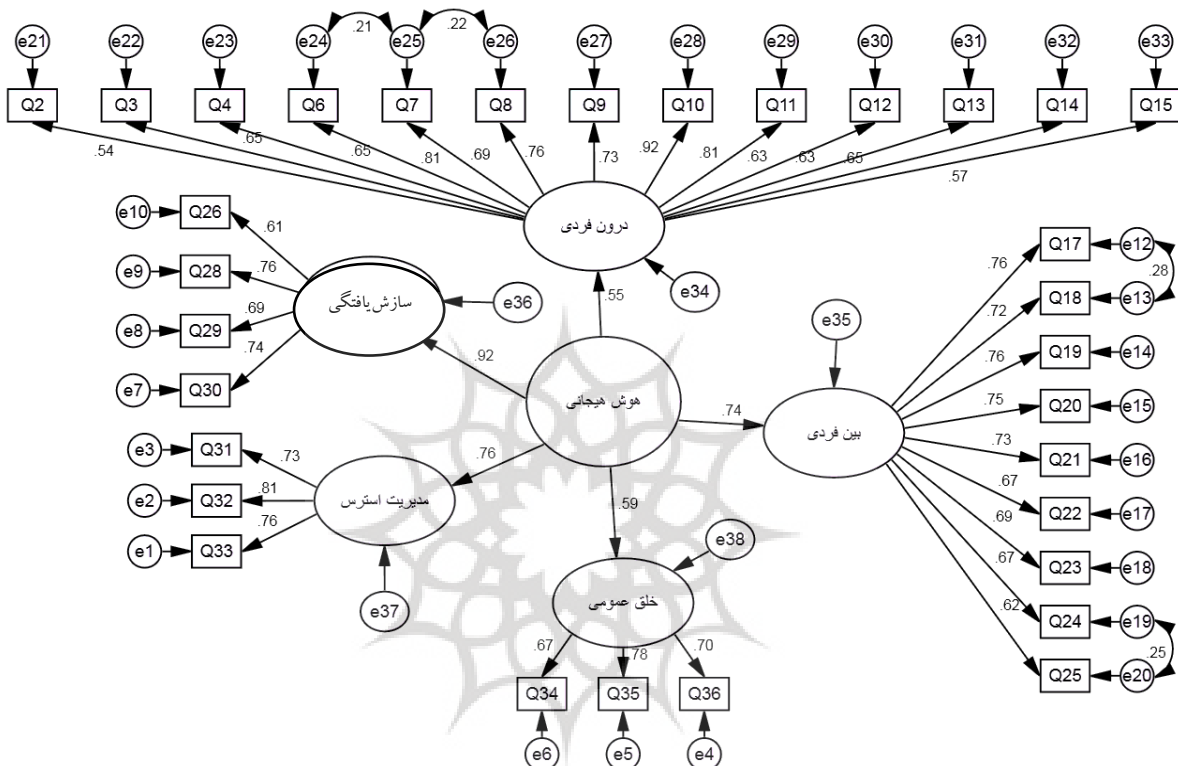 e21 e22 e23 e24 e25 e26 e27 e28 e29 e30 e31 e32 e33
.21 .22
Q2 Q3 Q4 Q6 Q7 Q8 Q9 Q10 Q11 Q12 Q13 Q14 Q15
.54 .65 .65 .81 .69 .76 .73 .92 .81 .63 .63 .65 .57
درون فردی
e34
.55
e10 Q26 .61
e9 Q28 .76
e8 Q29 .69
e7 Q30 .74
سازش یافتگی
e36
.92
هوش هیجانی
.74
e35
بین فردی
.76 Q17 e12
.28
.72 Q18 e13
.76 Q19 e14
.75 Q20 e15
.73 Q21 e16
.67 Q22 e17
.69 Q23 e18
.67 Q24 e19
.25
.62 Q25 e20
e3 Q31 .73
e2 Q32 .81
e1 Q33 .76
مدیریت استرس
.76
e37
.59
e38
خلق عمومی
.67 .78 .70
Q34 Q35 Q36
e6 e5 e4